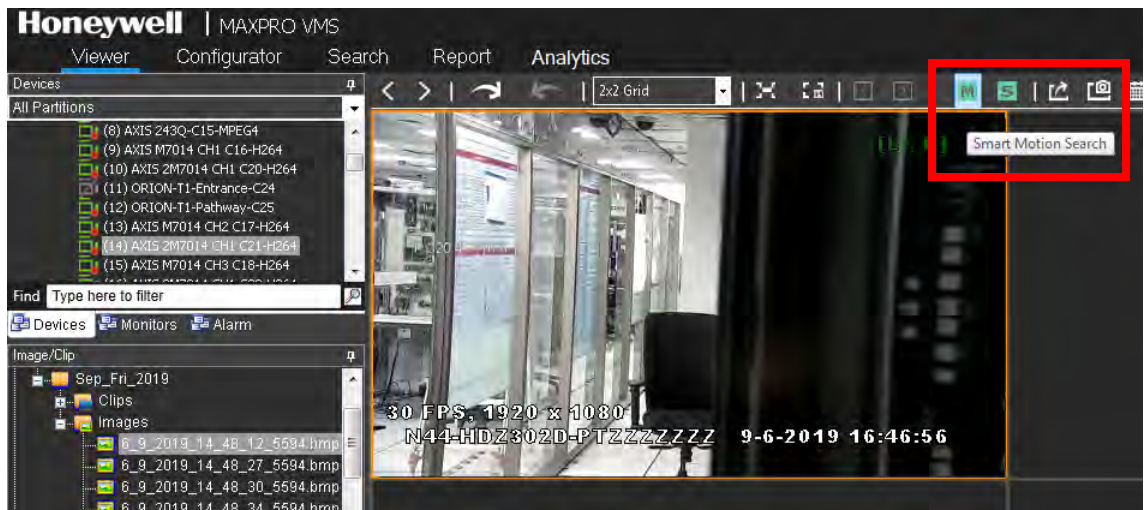 Honeywell | MAXPRO VMS
Viewer Configurator Search Report Analytics
Devices
All Partitions
2x2 Grid
M S
Smart Motion Search
(8) AXIS 243Q-C15-MPEG4
(9) AXIS M7014 CH1 C16-H264
(10) AXIS 2M7014 CH1 C20-H264
(11) ORION-T1-Entrance-C24
(12) ORION-T1-Pathway-C25
(13) AXIS M7014 CH2 C17-H264
(14) AXIS 2M7014 CH1 C21-H264
(15) AXIS M7014 CH3 C18-H264
Find Type here to filter
Devices Monitors Alarm
Image/Clip
Sep_Fri_2019
Clips
Images
6_9_2019_14_48_12_5594.bmp
6_9_2019_14_48_27_5594.bmp
6_9_2019_14_48_30_5594.bmp
6_9_2019_14_48_34_5594.bmp
30 FPS, 1920 x 1080
N44-HDZ302D-PTZZZZZZZ 9-6-2019 16:46:56